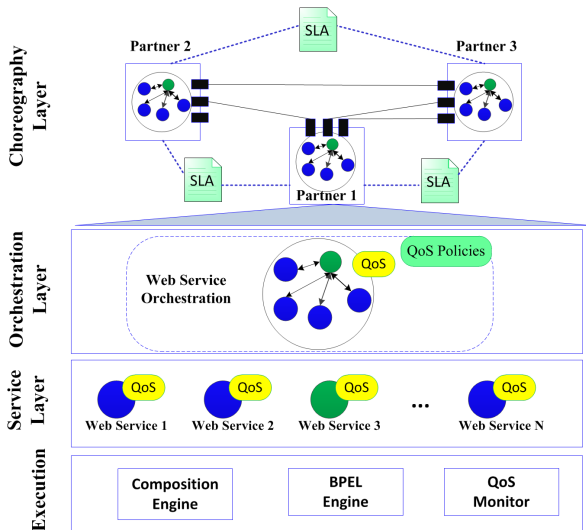 SLA
Partner 2
Partner 3
Choreography
Layer
SLA
SLA
Partner 1
Orchestration
Layer
Web Service
Orchestration
QoS
QoS Policies
Service
Layer
QoS
QoS
QoS
...
QoS
Web Service 1
Web Service 2
Web Service 3
Web Service N
Execution
Composition
Engine
BPEL
Engine
QoS
Monitor